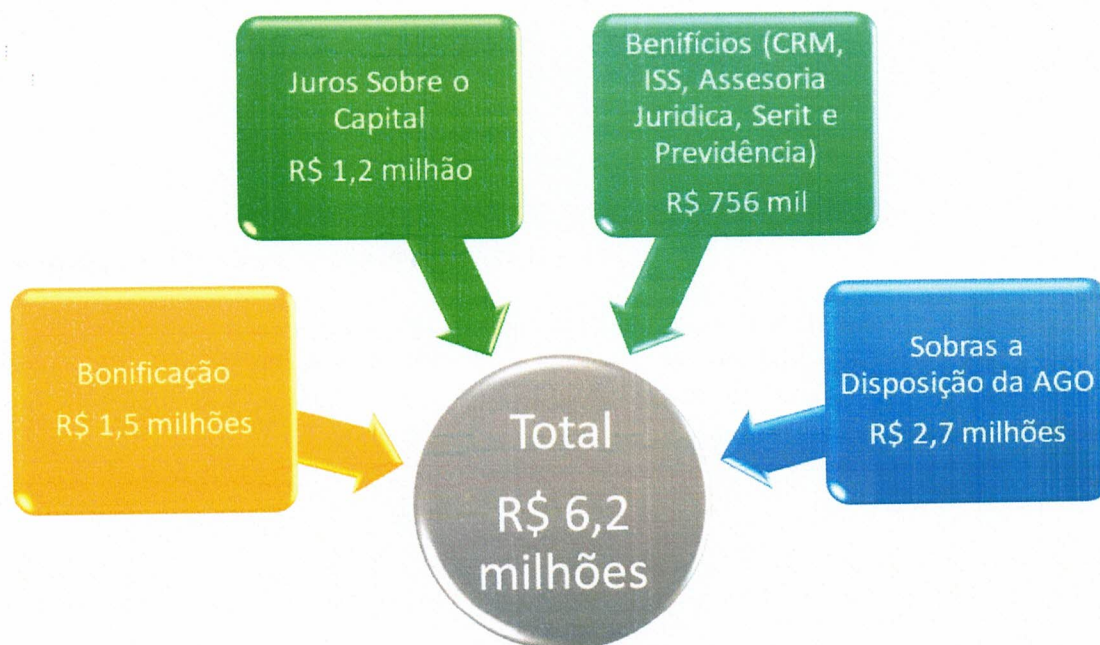 Juros Sobre o
Capital
R$ 1,2 milhão
Benifícios (CRM,
ISS, Assesoria
Juridica, Serit e
Previdência)
R$ 756 mil
Bonificação
R$ 1,5 milhões
Sobras a
Disposição da AGO
R$ 2,7 milhões
Total
R$ 6,2
milhões